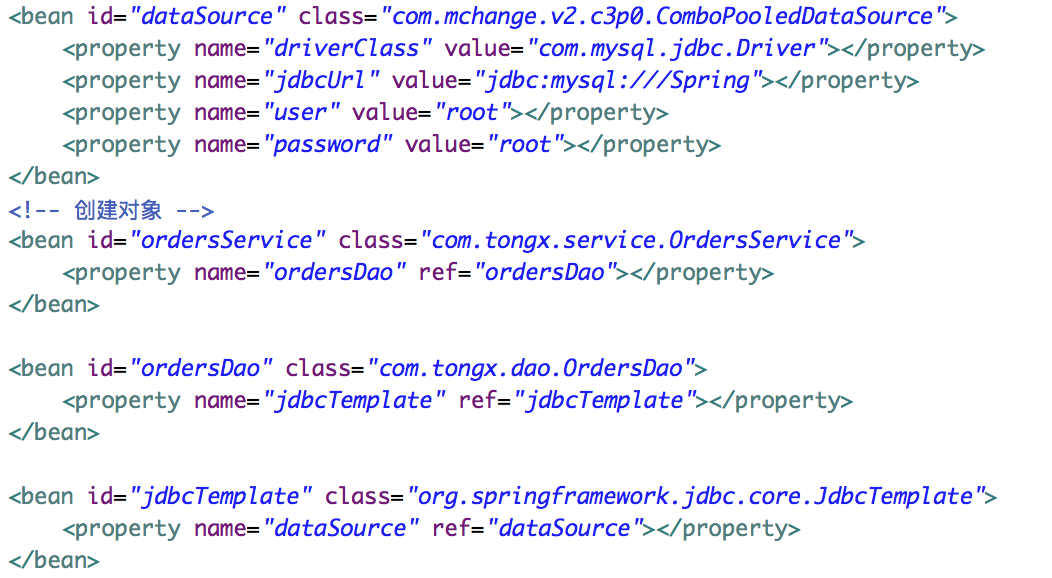 <bean id="dataSource" class="com.mchange.v2.c3p0.ComboPooledDataSource">
    <property name="driverClass" value="com.mysql.jdbc.Driver"></property>
    <property name="jdbcUrl" value="jdbc:mysql:///Spring"></property>
    <property name="user" value="root"></property>
    <property name="password" value="root"></property>
</bean>
<!-- 创建对象 -->
<bean id="ordersService" class="com.tongx.service.OrdersService">
    <property name="ordersDao" ref="ordersDao"></property>
</bean>

<bean id="ordersDao" class="com.tongx.dao.OrdersDao">
    <property name="jdbcTemplate" ref="jdbcTemplate"></property>
</bean>

<bean id="jdbcTemplate" class="org.springframework.jdbc.core.JdbcTemplate">
    <property name="dataSource" ref="dataSource"></property>
</bean>